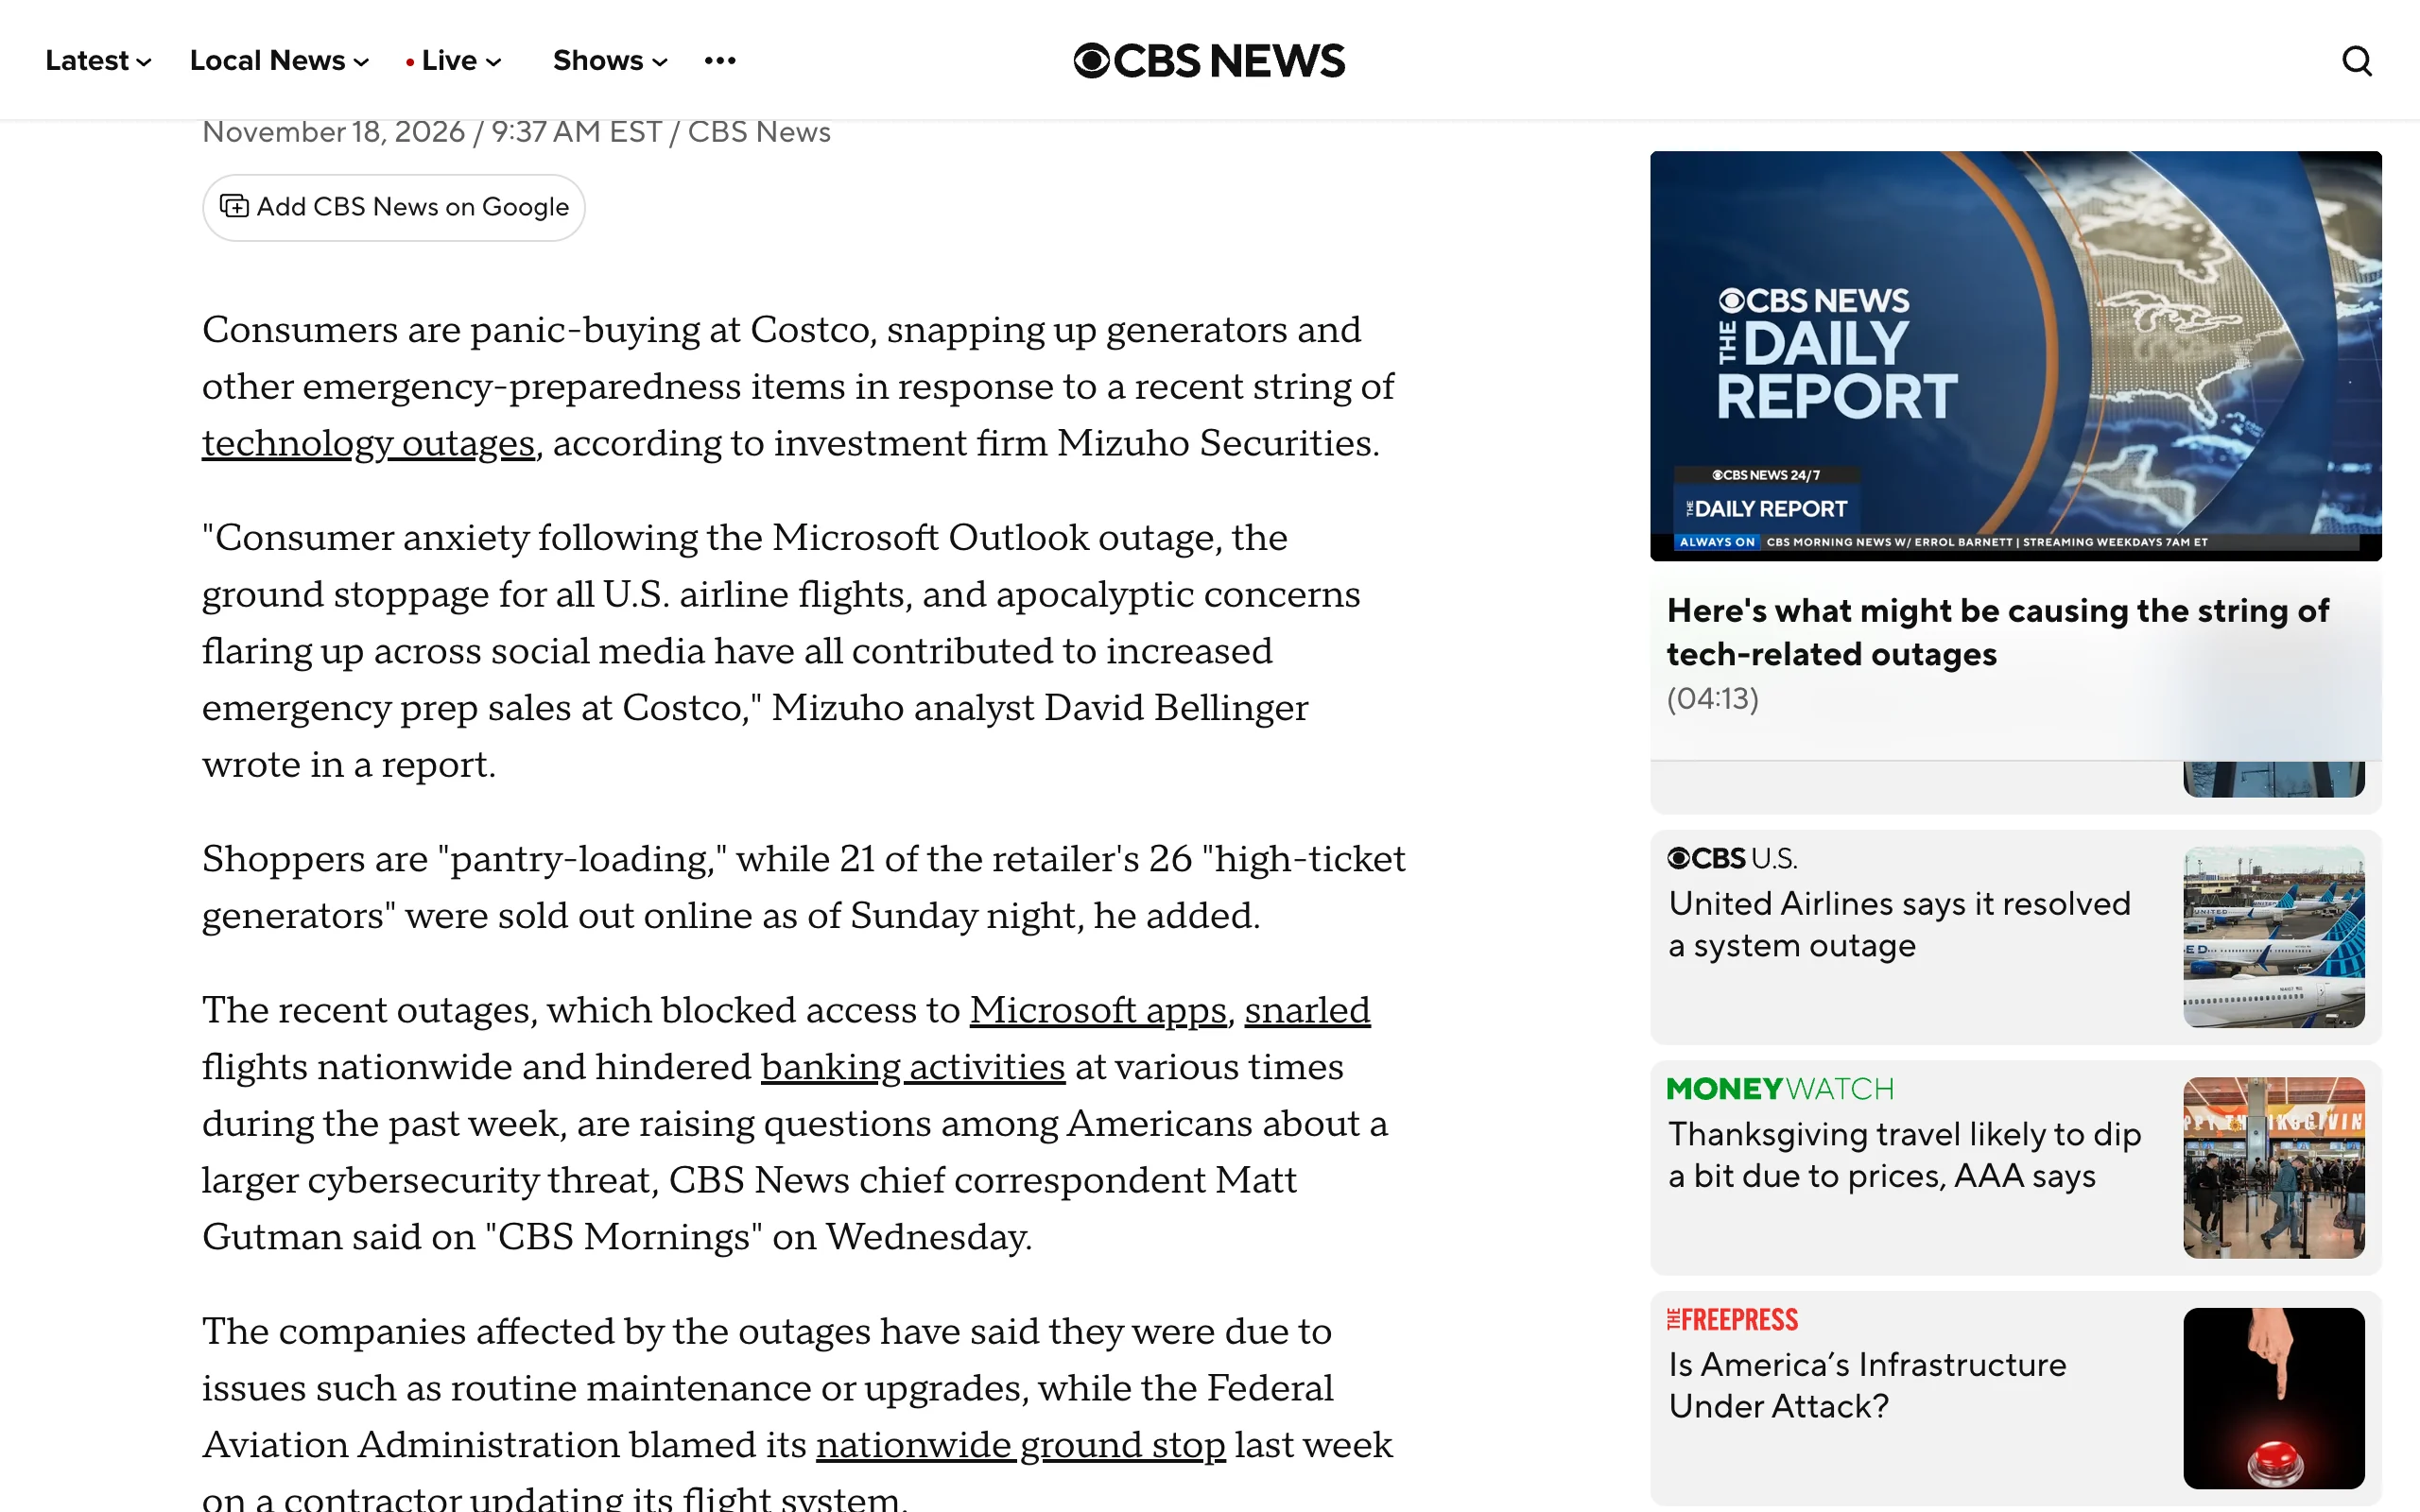 Latest
Local News
Live
Shows
CBS NEWS
November 18, 2026 / 9:37 AM EST / CBS News
Add CBS News on Google
Consumers are panic-buying at Costco, snapping up generators and
other emergency-preparedness items in response to a recent string of
technology outages, according to investment firm Mizuho Securities.
"Consumer anxiety following the Microsoft Outlook outage, the
ground stoppage for all U.S. airline flights, and apocalyptic concerns
flaring up across social media have all contributed to increased
emergency prep sales at Costco," Mizuho analyst David Bellinger
wrote in a report.
Shoppers are "pantry-loading," while 21 of the retailer's 26 "high-ticket
generators" were sold out online as of Sunday night, he added.
The recent outages, which blocked access to Microsoft apps, snarled
flights nationwide and hindered banking activities at various times
during the past week, are raising questions among Americans about a
larger cybersecurity threat, CBS News chief correspondent Matt
Gutman said on "CBS Mornings" on Wednesday.
The companies affected by the outages have said they were due to
issues such as routine maintenance or upgrades, while the Federal
Aviation Administration blamed its nationwide ground stop last week
on a contractor updating its flight system.
CBS NEWS
THE DAILY
REPORT
CBS NEWS 24/7
THE DAILY REPORT
ALWAYS ON CBS MORNING NEWS W/ ERROL BARNETT | STREAMING WEEKDAYS 7AM ET
Here's what might be causing the string of
tech-related outages
(04:13)
CBS U.S.
United Airlines says it resolved
a system outage
UNITED
ED
MONEYWATCH
Thanksgiving travel likely to dip
a bit due to prices, AAA says
THE FREE PRESS
Is America’s Infrastructure
Under Attack?